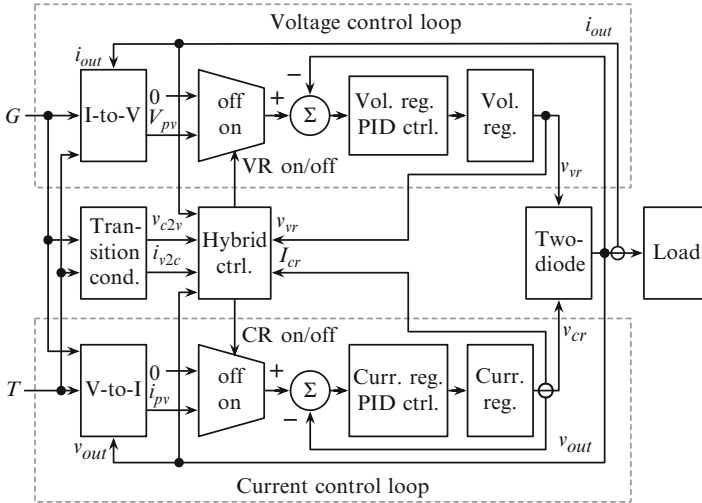 Voltage control loop
i_out
i_out
G
I-to-V
0
V_pv
off
on
+
−
Σ
Vol. reg.
PID ctrl.
Vol.
reg.
VR on/off
v_vr
Tran-
sition
cond.
v_c2v
i_v2c
Hybrid
ctrl.
v_vr
I_cr
Two-
diode
Load
CR on/off
v_cr
T
V-to-I
0
i_pv
off
on
+
−
Σ
Curr. reg.
PID ctrl.
Curr.
reg.
v_out
v_out
Current control loop